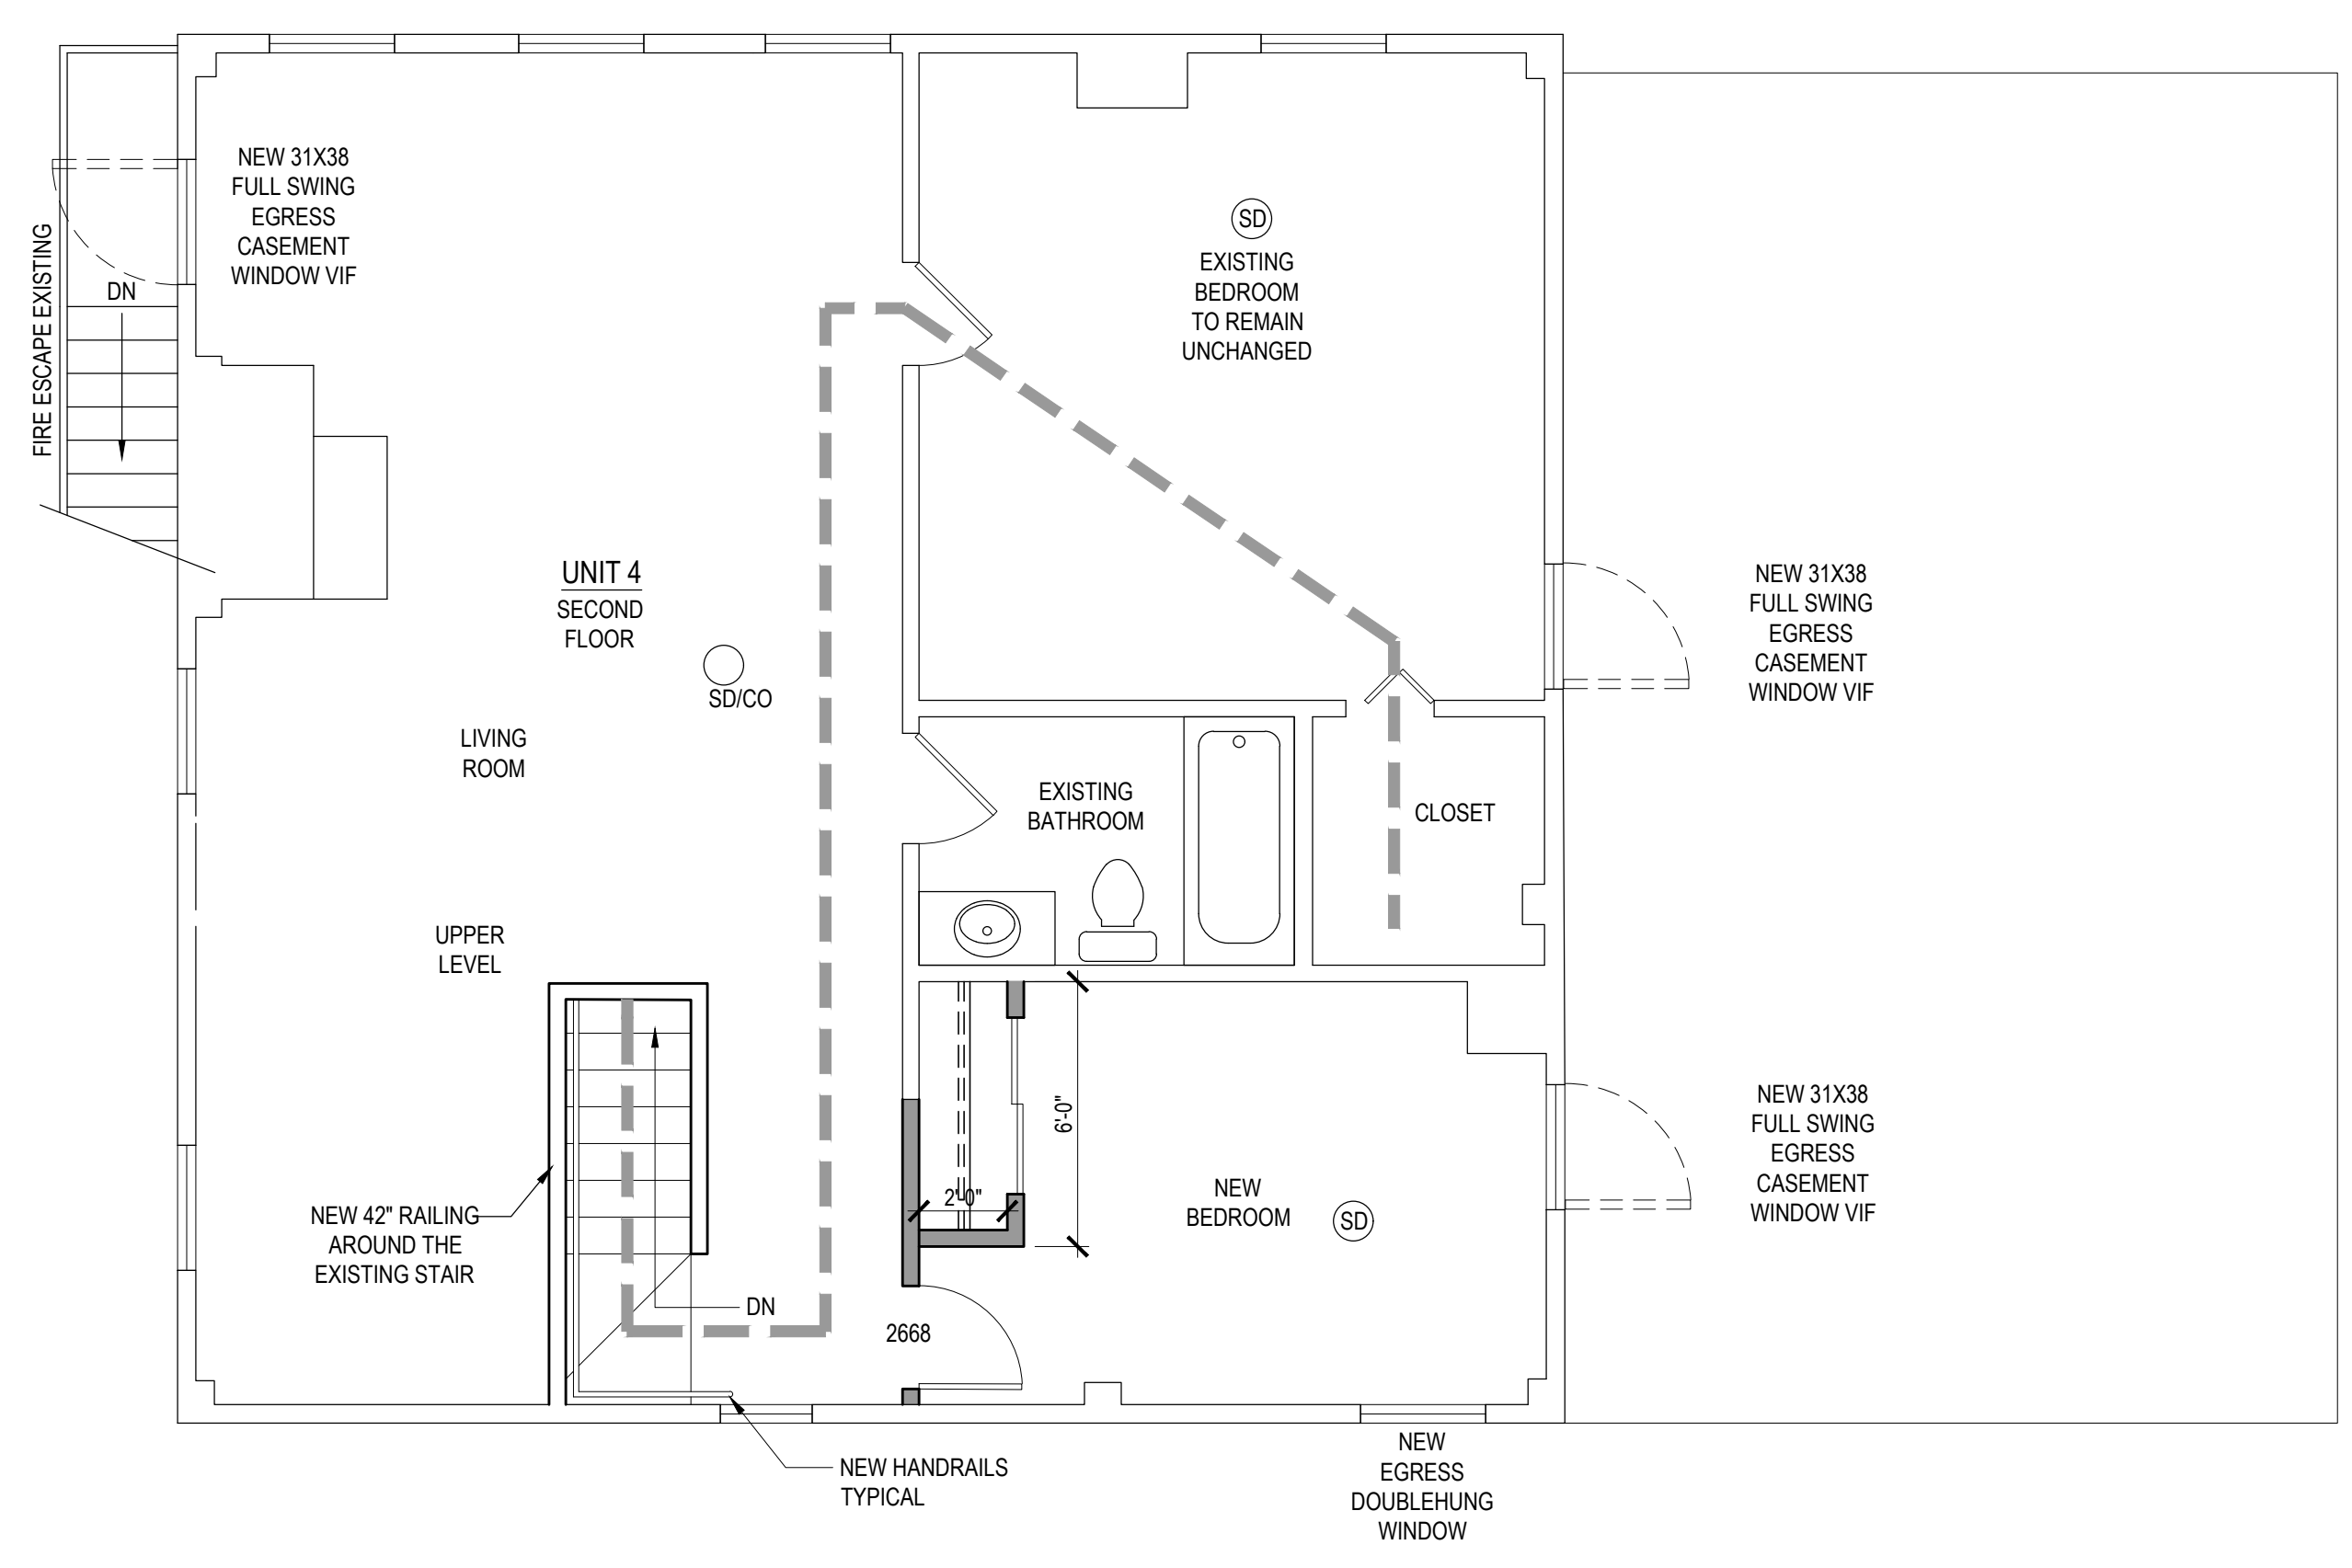 NEW 31X38
FULL SWING
EGRESS
CASEMENT
WINDOW VIF
FIRE ESCAPE EXISTING
DN
SD
EXISTING
BEDROOM
TO REMAIN
UNCHANGED
UNIT 4
SECOND
FLOOR
SD/CO
NEW 31X38
FULL SWING
EGRESS
CASEMENT
WINDOW VIF
LIVING
ROOM
EXISTING
BATHROOM
CLOSET
UPPER
LEVEL
6'-0"
2'-0"
NEW
BEDROOM
SD
NEW 31X38
FULL SWING
EGRESS
CASEMENT
WINDOW VIF
NEW 42" RAILING
AROUND THE
EXISTING STAIR
DN
2668
NEW HANDRAILS
TYPICAL
NEW
EGRESS
DOUBLEHUNG
WINDOW